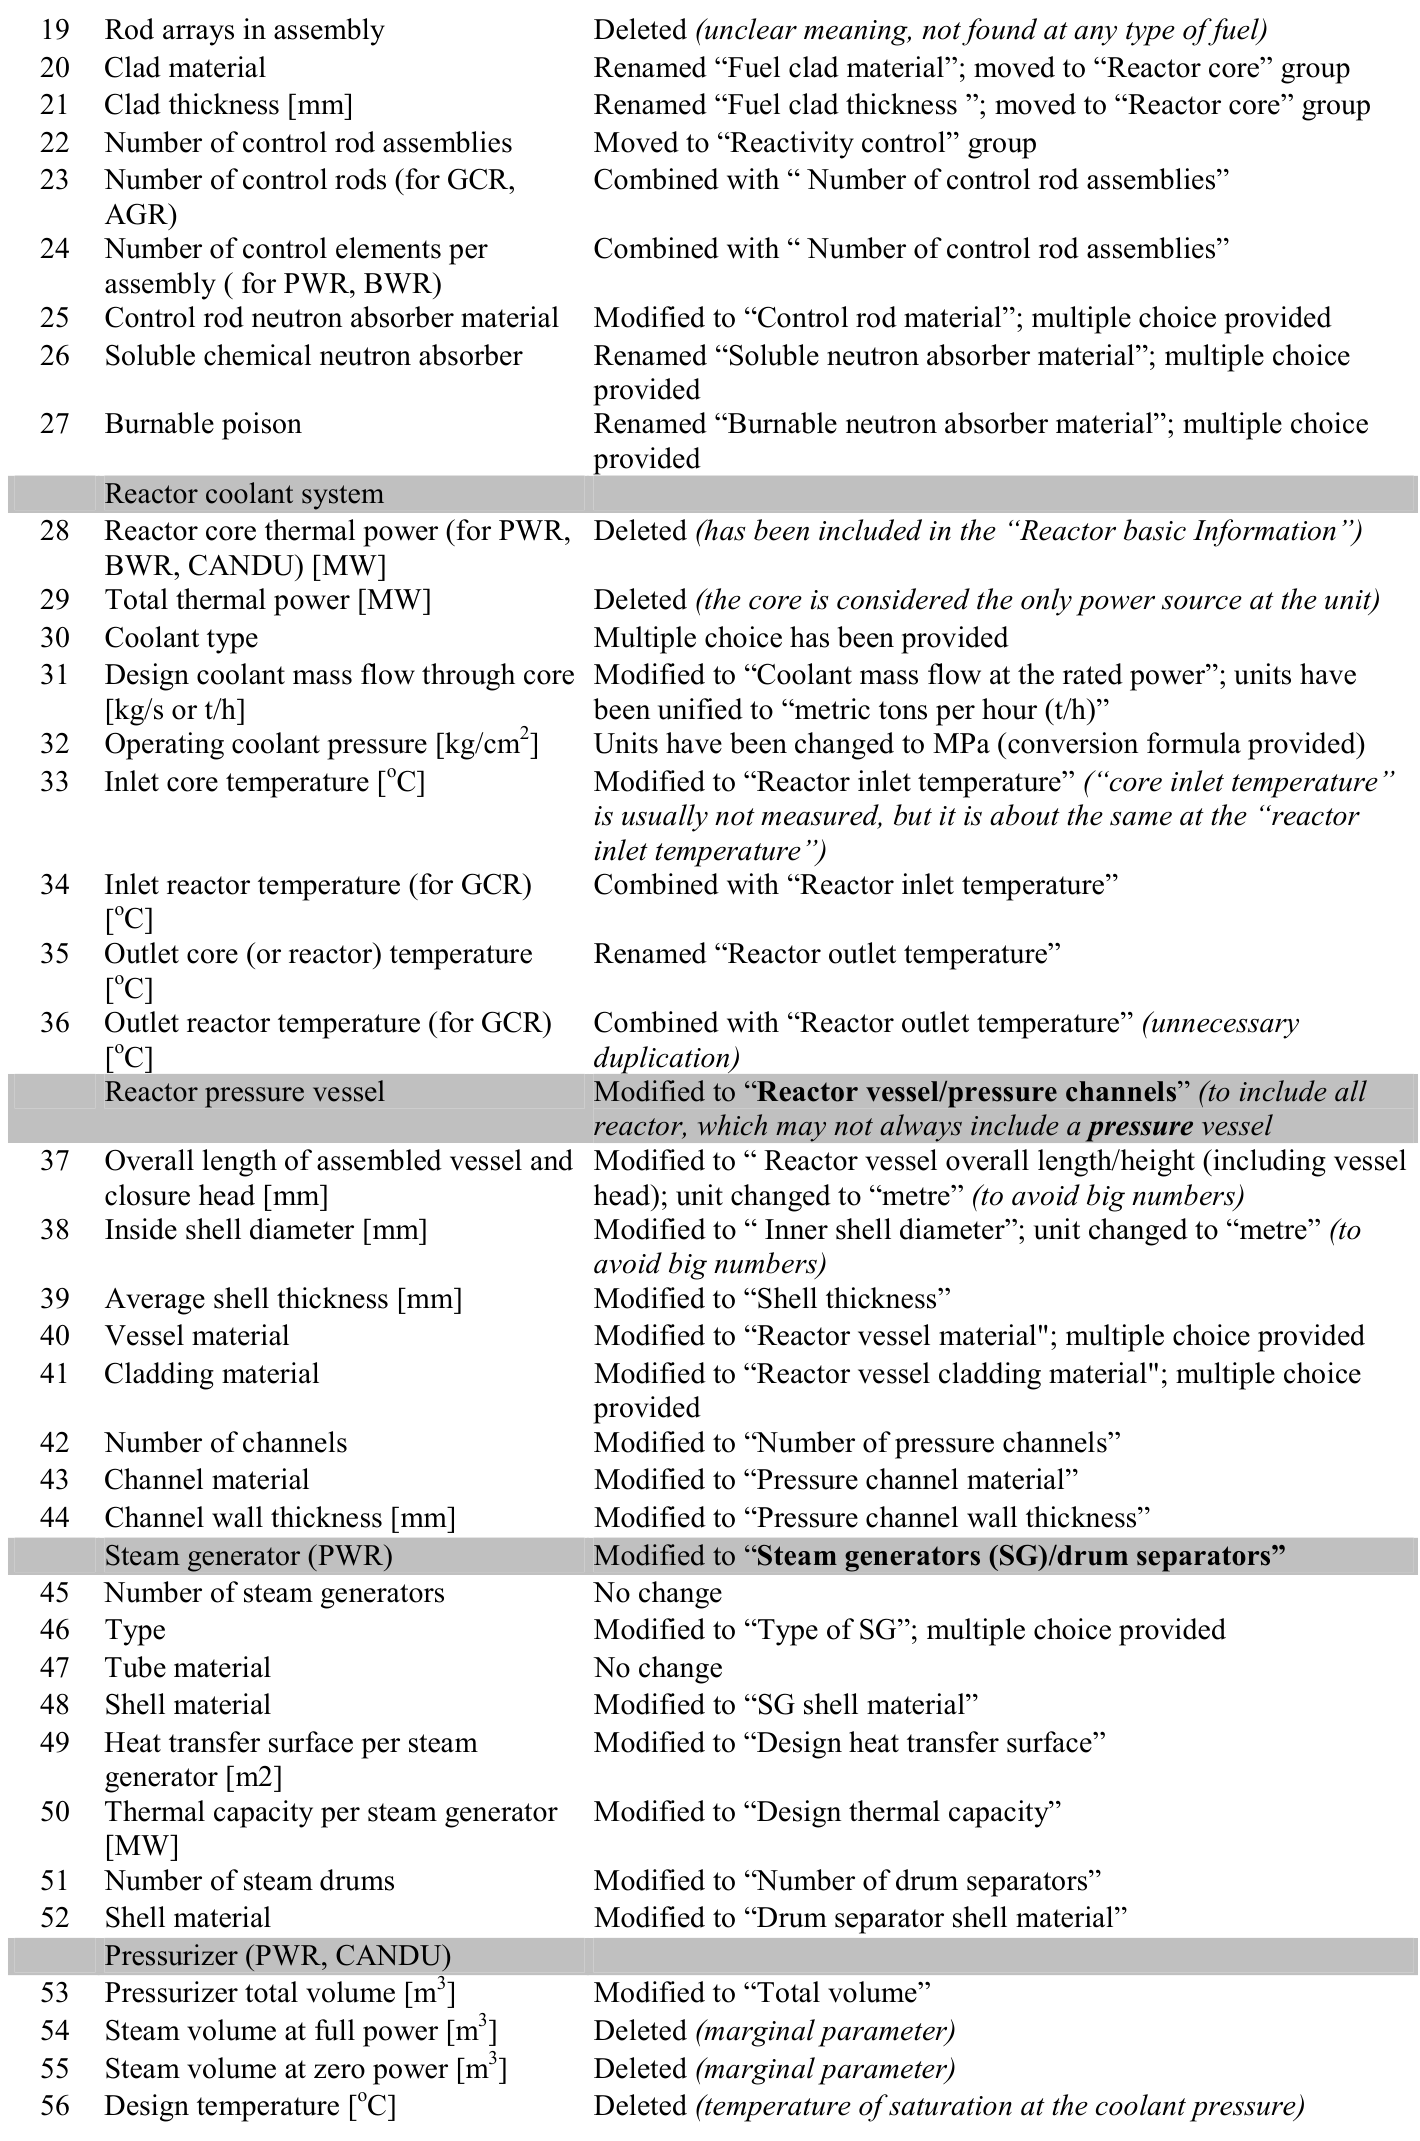 19 Rod arrays in assembly Deleted (unclear meaning, not found at any type of fuel)
20 Clad material Renamed “Fuel clad material”; moved to “Reactor core” group
21 Clad thickness [mm] Renamed “Fuel clad thickness ”; moved to “Reactor core” group
22 Number of control rod assemblies Moved to “Reactivity control” group
23 Number of control rods (for GCR, Combined with “ Number of control rod assemblies”
AGR)
24 Number of control elements per Combined with “ Number of control rod assemblies”
assembly ( for PWR, BWR)
25 Control rod neutron absorber material Modified to “Control rod material”; multiple choice provided
26 Soluble chemical neutron absorber Renamed “Soluble neutron absorber material”; multiple choice
provided
27 Burnable poison Renamed “Burnable neutron absorber material”; multiple choice
provided
Reactor coolant system
28 Reactor core thermal power (for PWR, Deleted (has been included in the “Reactor basic Information”)
BWR, CANDU) [MW]
29 Total thermal power [MW] Deleted (the core is considered the only power source at the unit)
30 Coolant type Multiple choice has been provided
31 Design coolant mass flow through core Modified to “Coolant mass flow at the rated power”; units have
[kg/s or t/h] been unified to “metric tons per hour (t/h)”
32 Operating coolant pressure [kg/cm²] Units have been changed to MPa (conversion formula provided)
33 Inlet core temperature [ºC] Modified to “Reactor inlet temperature” (“core inlet temperature”
is usually not measured, but it is about the same at the “reactor
inlet temperature”)
34 Inlet reactor temperature (for GCR) Combined with “Reactor inlet temperature”
[ºC]
35 Outlet core (or reactor) temperature Renamed “Reactor outlet temperature”
[ºC]
36 Outlet reactor temperature (for GCR) Combined with “Reactor outlet temperature” (unnecessary
[ºC] duplication)
Reactor pressure vessel Modified to “Reactor vessel/pressure channels” (to include all
reactor, which may not always include a pressure vessel
37 Overall length of assembled vessel and Modified to “ Reactor vessel overall length/height (including vessel
closure head [mm] head); unit changed to “metre” (to avoid big numbers)
38 Inside shell diameter [mm] Modified to “ Inner shell diameter”; unit changed to “metre” (to
avoid big numbers)
39 Average shell thickness [mm] Modified to “Shell thickness”
40 Vessel material Modified to “Reactor vessel material"; multiple choice provided
41 Cladding material Modified to “Reactor vessel cladding material"; multiple choice
provided
42 Number of channels Modified to “Number of pressure channels”
43 Channel material Modified to “Pressure channel material”
44 Channel wall thickness [mm] Modified to “Pressure channel wall thickness”
Steam generator (PWR) Modified to “Steam generators (SG)/drum separators”
45 Number of steam generators No change
46 Type Modified to “Type of SG”; multiple choice provided
47 Tube material No change
48 Shell material Modified to “SG shell material”
49 Heat transfer surface per steam Modified to “Design heat transfer surface”
generator [m2]
50 Thermal capacity per steam generator Modified to “Design thermal capacity”
[MW]
51 Number of steam drums Modified to “Number of drum separators”
52 Shell material Modified to “Drum separator shell material”
Pressurizer (PWR, CANDU)
53 Pressurizer total volume [m³] Modified to “Total volume”
54 Steam volume at full power [m³] Deleted (marginal parameter)
55 Steam volume at zero power [m³] Deleted (marginal parameter)
56 Design temperature [ºC] Deleted (temperature of saturation at the coolant pressure)